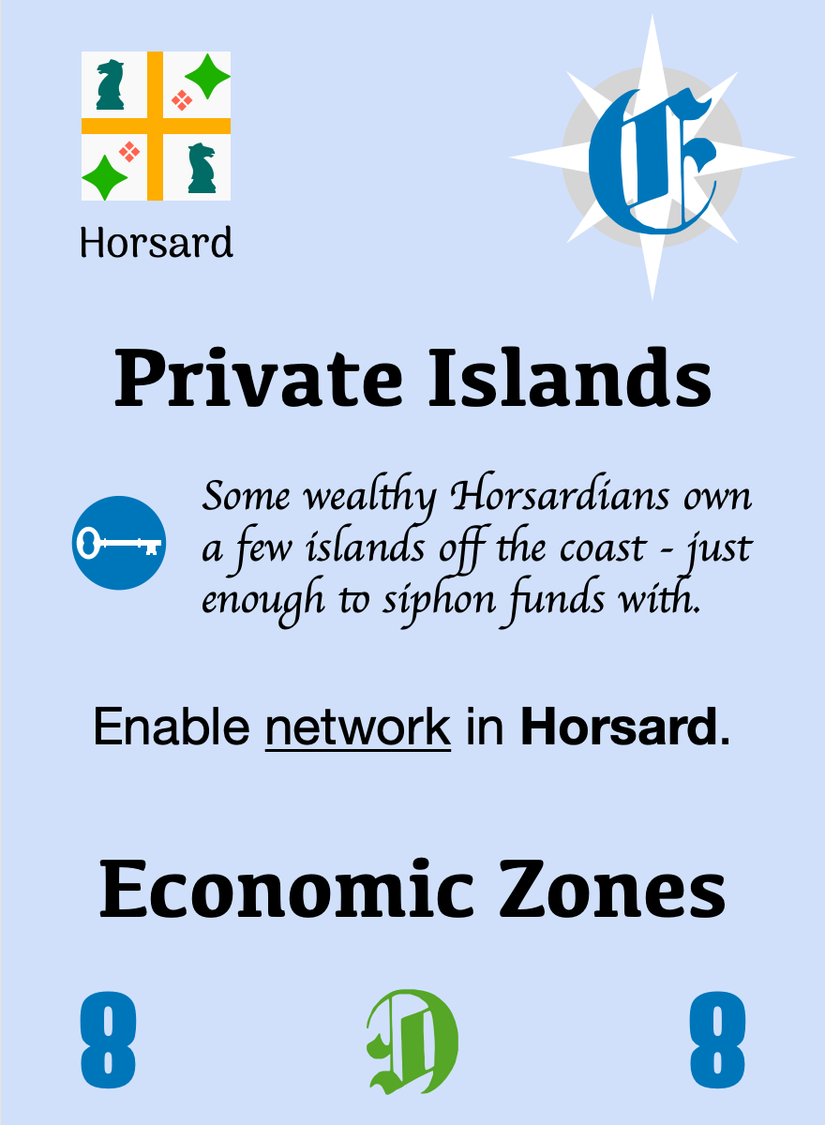 Horsard
E
Private Islands
Some wealthy Horsardians own
a few islands off the coast - just
enough to siphon funds with.
Enable network in Horsard.
Economic Zones
8 D 8